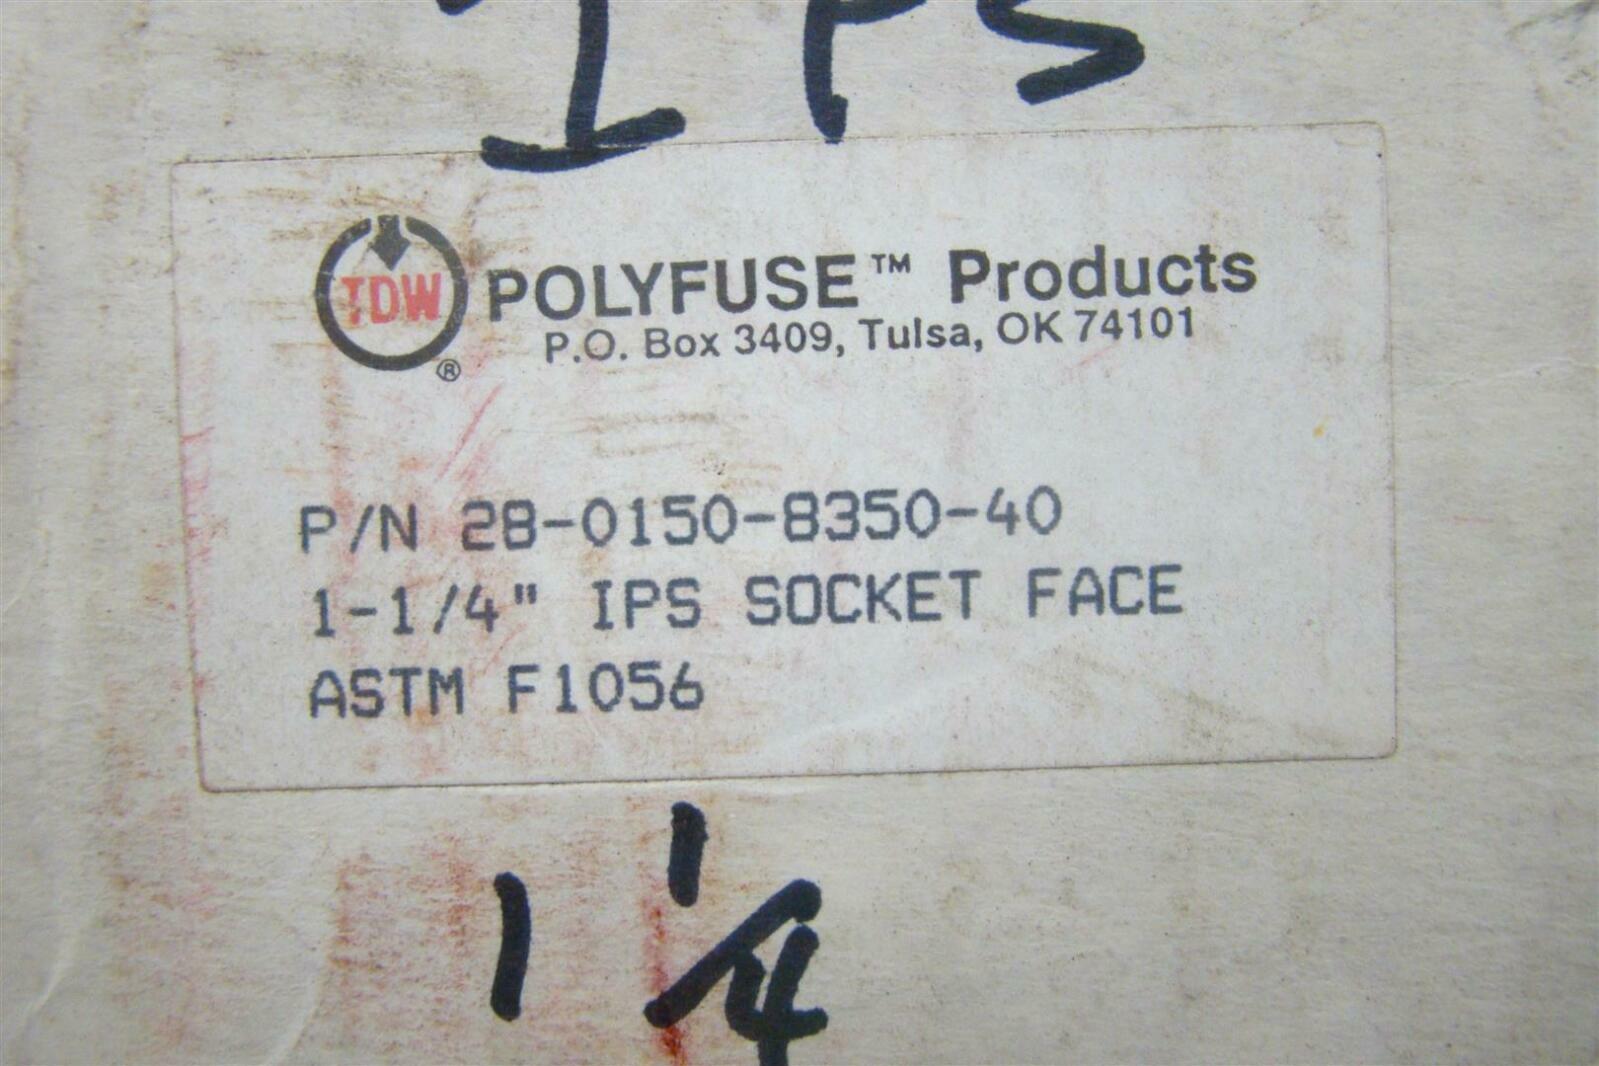 IPS
TDW ®
POLYFUSE™ Products
P.O. Box 3409, Tulsa, OK 74101
P/N 28-0150-8350-40
1-1/4" IPS SOCKET FACE
ASTM F1056
1 1/4